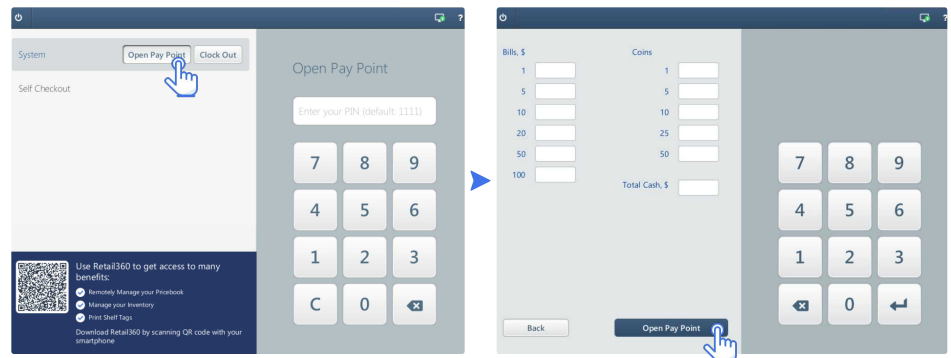 ?
System
Open Pay Point
Clock Out
Self Checkout
Open Pay Point
Enter your PIN (default: 1111)
7 8 9
4 5 6
1 2 3
C 0
Use Retail360 to get access to many
benefits:
Remotely Manage your Pricebook
Manage your Inventory
Print Shelf Tags
Download Retail360 by scanning QR code with your
smartphone
?
Bills, $ Coins
1 1
5 5
10 10
20 25
50 50
100
Total Cash, $
7 8 9
4 5 6
1 2 3
0
Back
Open Pay Point